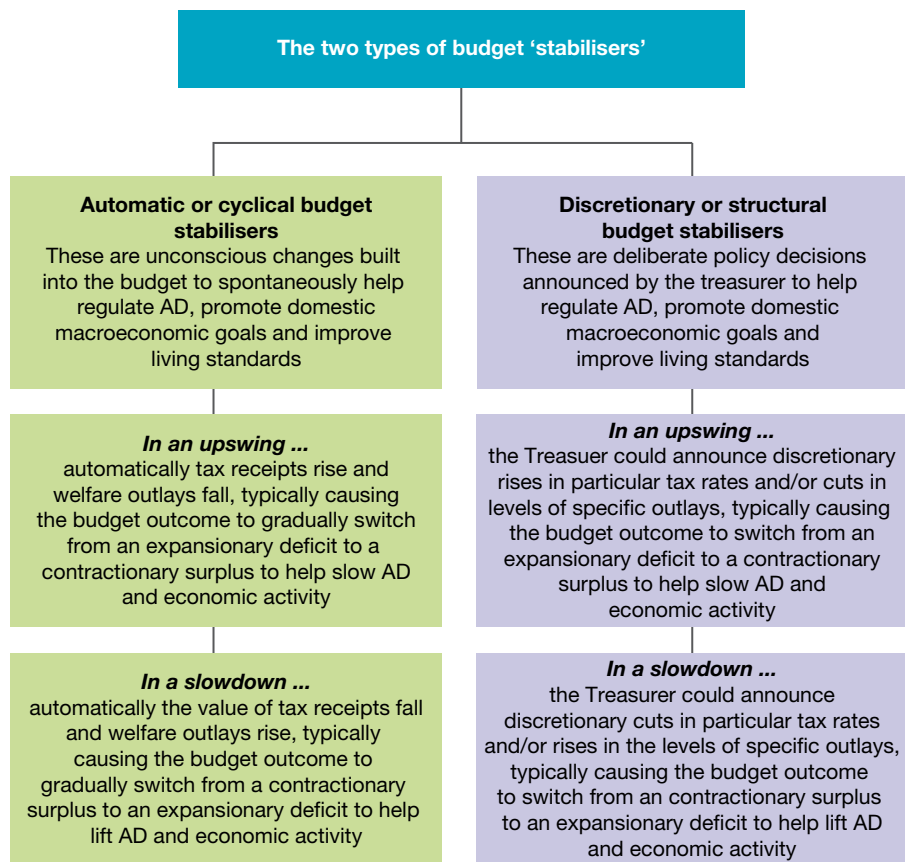 The two types of budget ‘stabilisers’
Automatic or cyclical budget
stabilisers
These are unconscious changes built
into the budget to spontaneously help
regulate AD, promote domestic
macroeconomic goals and improve
living standards
In an upswing ...
automatically tax receipts rise and
welfare outlays fall, typically causing
the budget outcome to gradually switch
from an expansionary deficit to a
contractionary surplus to help slow AD
and economic activity
In a slowdown ...
automatically the value of tax receipts fall
and welfare outlays rise, typically
causing the budget outcome to
gradually switch from a contractionary
surplus to an expansionary deficit to help
lift AD and economic activity
Discretionary or structural
budget stabilisers
These are deliberate policy decisions
announced by the treasurer to help
regulate AD, promote domestic
macroeconomic goals and
improve living standards
In an upswing ...
the Treasuer could announce discretionary
rises in particular tax rates and/or cuts in
levels of specific outlays, typically causing
the budget outcome to switch from an
expansionary deficit to a contractionary
surplus to help slow AD and
economic activity
In a slowdown ...
the Treasurer could announce
discretionary cuts in particular tax rates
and/or rises in the levels of specific outlays,
typically causing the budget outcome
to switch from an contractionary surplus
to an expansionary deficit to help lift AD
and economic activity